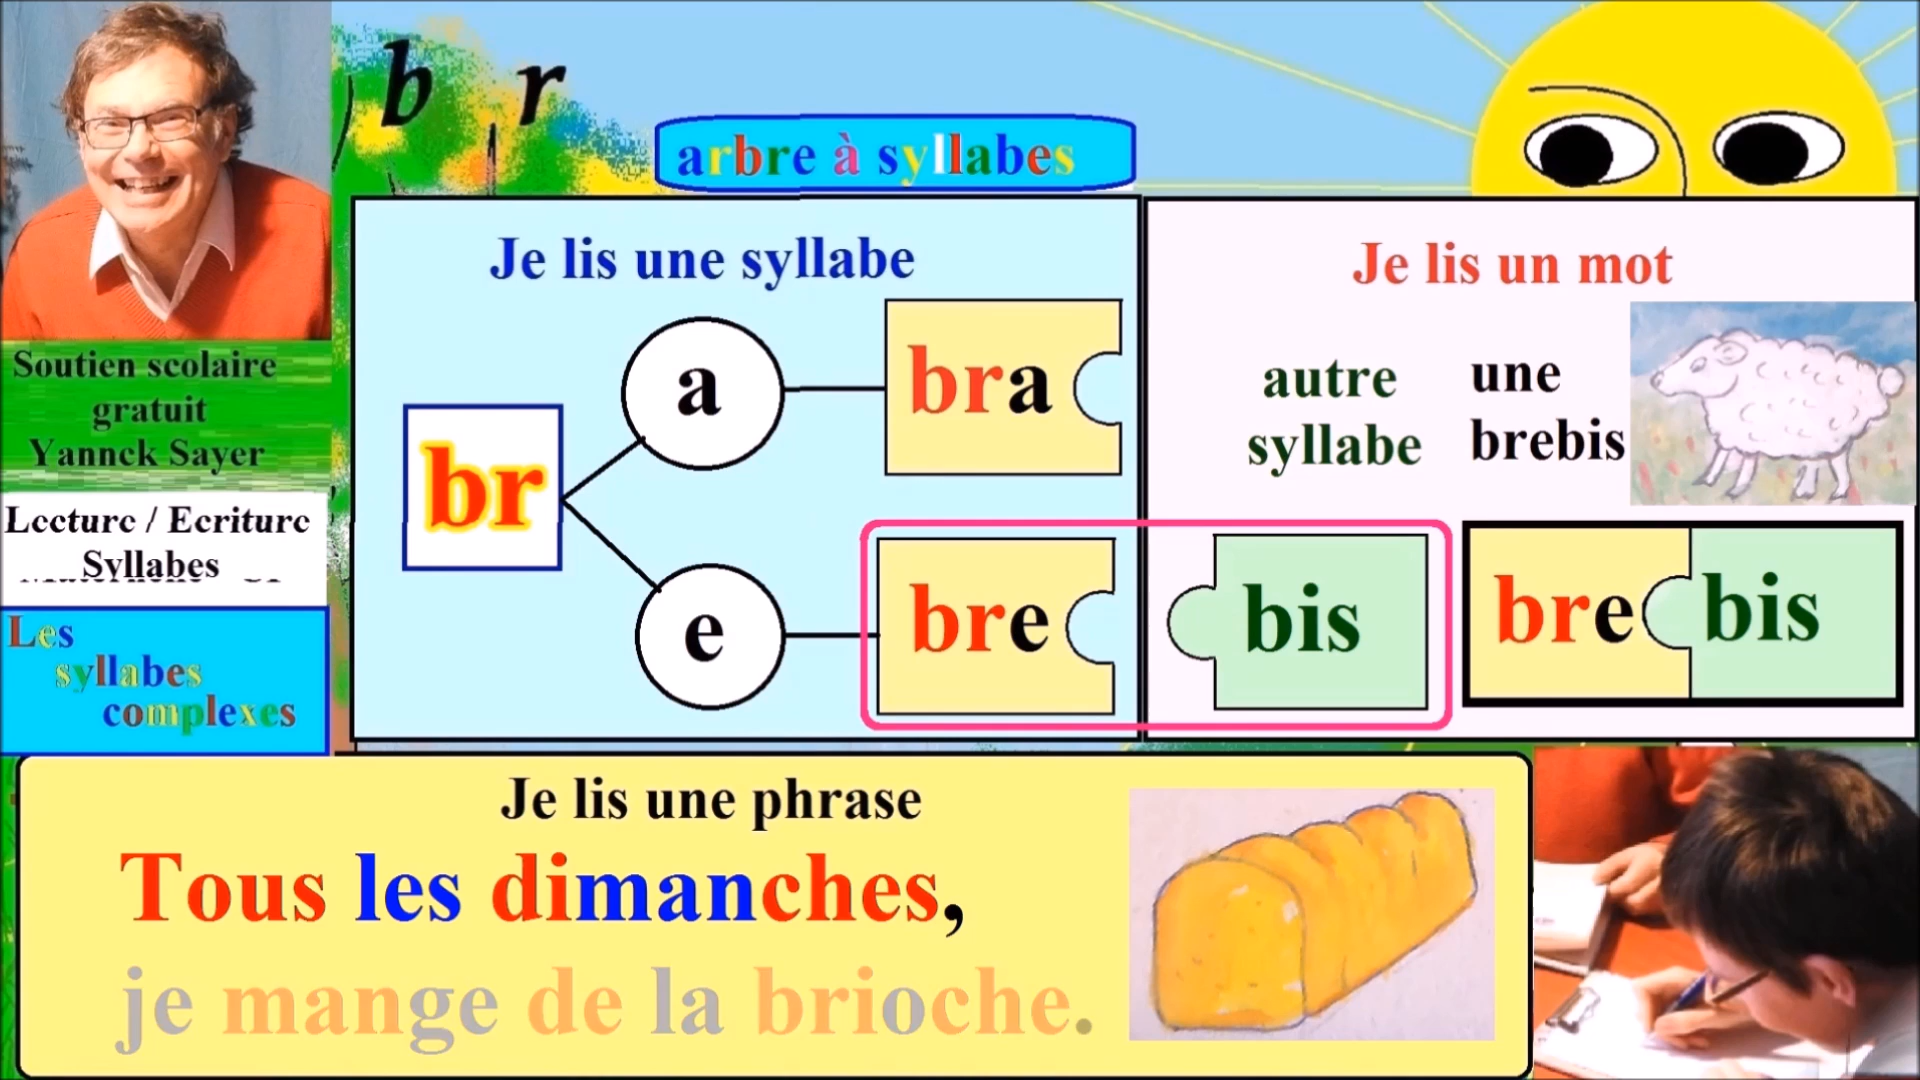 b r
arbre à syllabes
Soutien scolaire
gratuit
Yannck Sayer
Lecture / Ecriture
Syllabes
Les
syllabes
complexes
Je lis une syllabe
br
a
bra
e
bre
Je lis un mot
autre
syllabe
une
brebis
bis
bre bis
Je lis une phrase
Tous les dimanches,
je mange de la brioche.